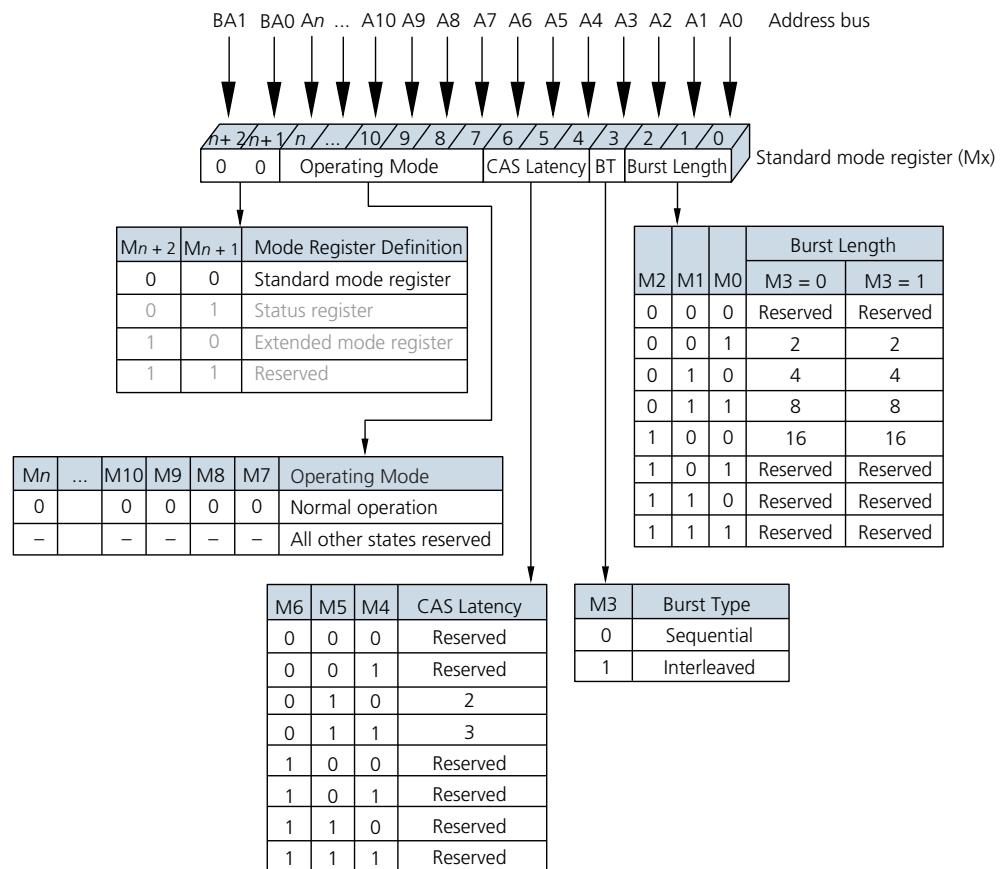 BA1 BA0 An ... A10 A9 A8 A7 A6 A5 A4 A3 A2 A1 A0 Address bus
n + 2 n + 1 n ... 10 9 8 7 6 5 4 3 2 1 0
0 0 Operating Mode CAS Latency BT Burst Length
Standard mode register (Mx)
Mn + 2 Mn + 1 Mode Register Definition
0 0 Standard mode register
0 1 Status register
1 0 Extended mode register
1 1 Reserved
Burst Length
M2 M1 M0 M3 = 0 M3 = 1
0 0 0 Reserved Reserved
0 0 1 2 2
0 1 0 4 4
0 1 1 8 8
1 0 0 16 16
1 0 1 Reserved Reserved
1 1 0 Reserved Reserved
1 1 1 Reserved Reserved
Mn ... M10 M9 M8 M7 Operating Mode
0 0 0 0 0 Normal operation
– – – – – All other states reserved
M6 M5 M4 CAS Latency
0 0 0 Reserved
0 0 1 Reserved
0 1 0 2
0 1 1 3
1 0 0 Reserved
1 0 1 Reserved
1 1 0 Reserved
1 1 1 Reserved
M3 Burst Type
0 Sequential
1 Interleaved